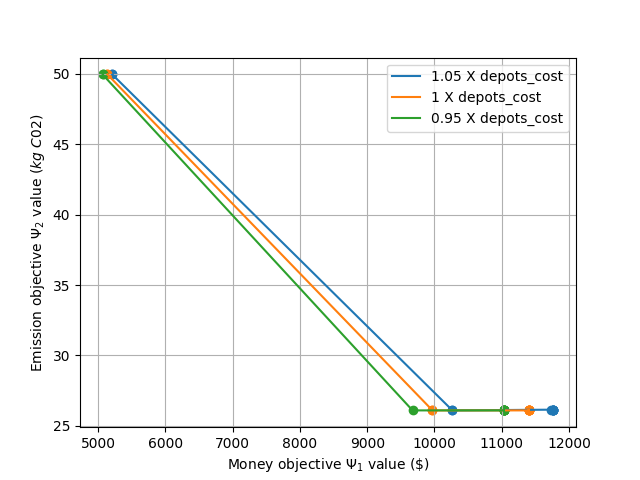 50
45
40
35
30
25
5000 6000 7000 8000 9000 10000 11000 12000
Emission objective Ψ2 value (kg C02)
Money objective Ψ1 value ($)
1.05 X depots_cost
1 X depots_cost
0.95 X depots_cost